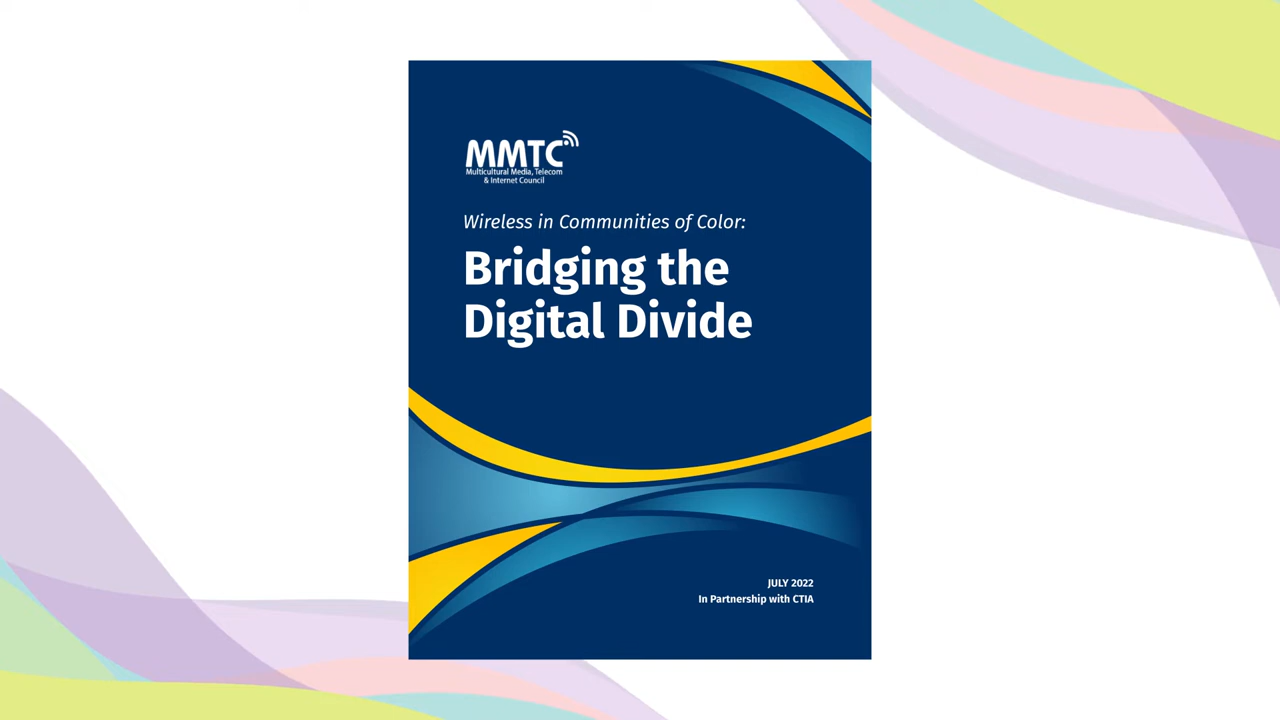 MMTC
Multicultural Media, Telecom
& Internet Council
Wireless in Communities of Color:
Bridging the
Digital Divide
JULY 2022
In Partnership with CTIA